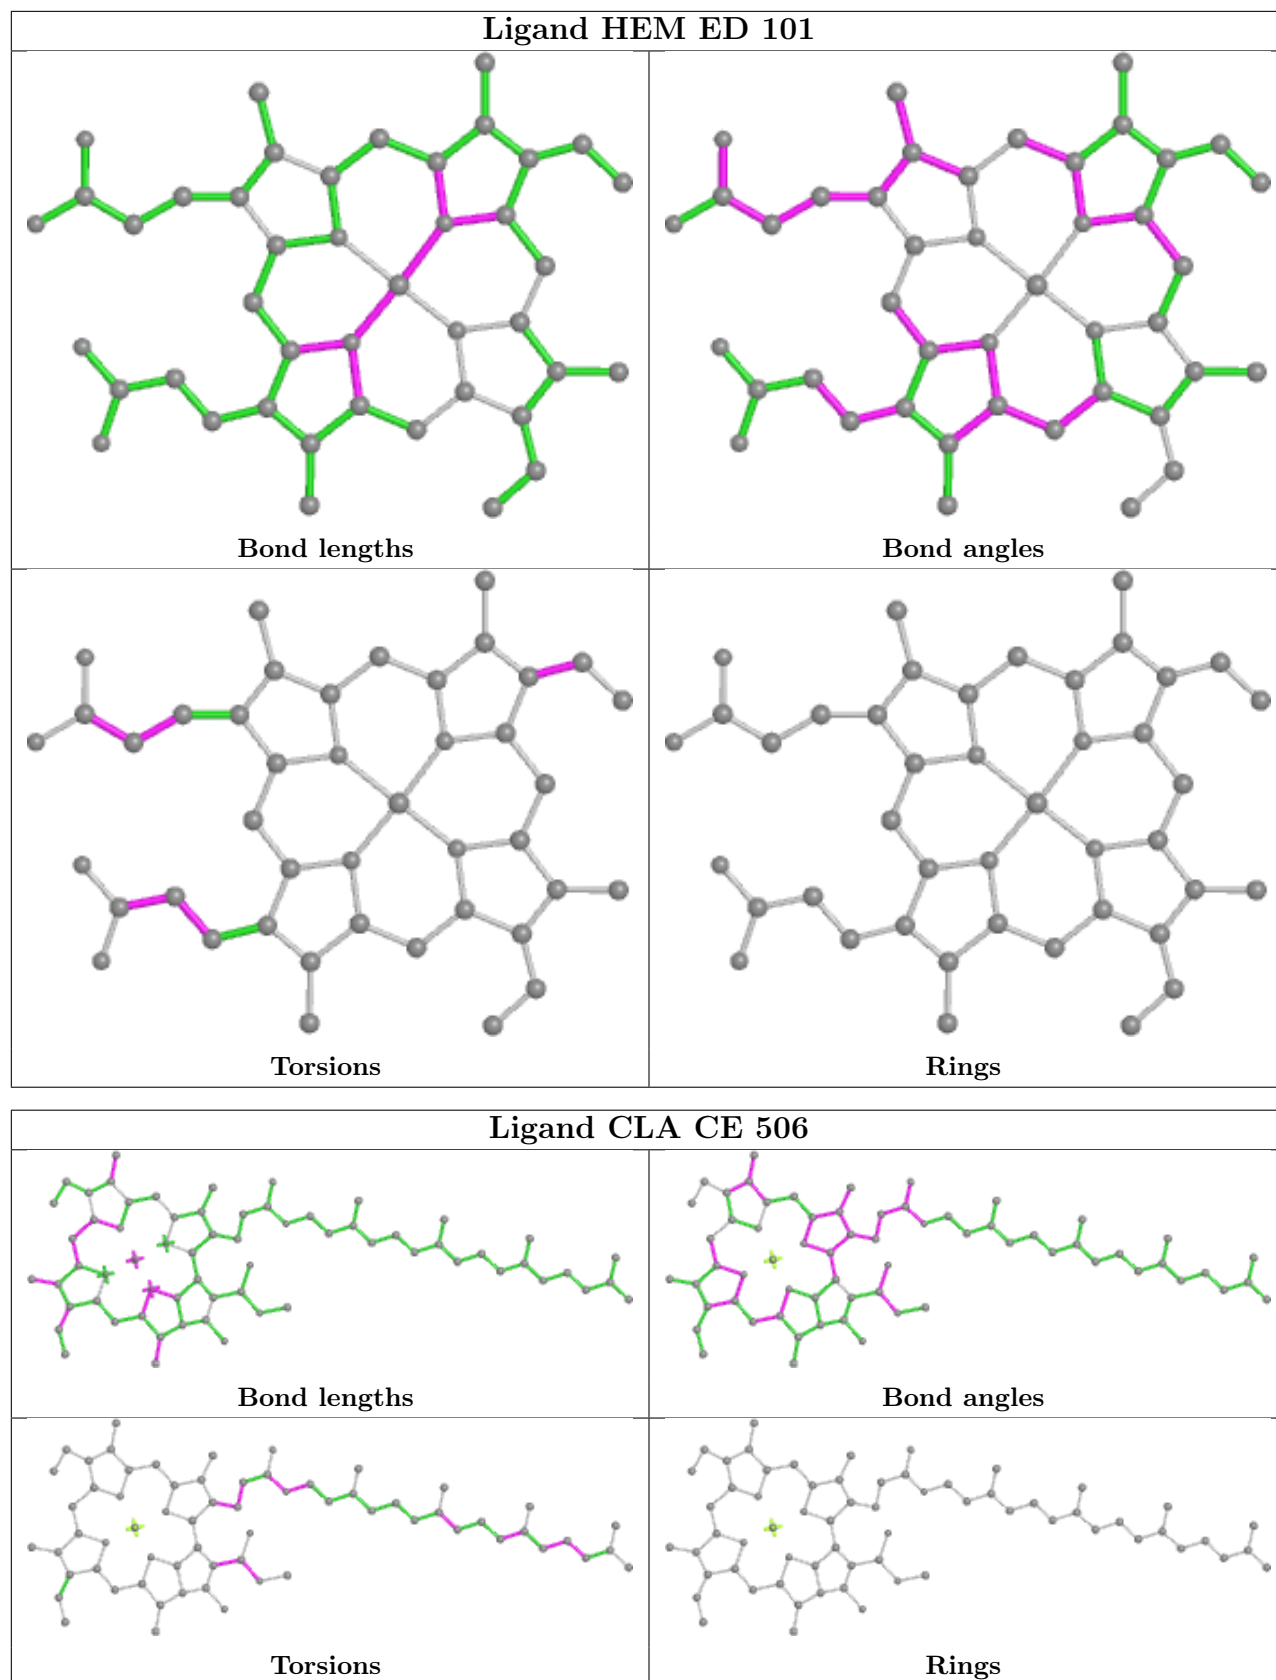 Ligand HEM ED 101
Bond lengths
Bond angles
Torsions
Rings
Ligand CLA CE 506
Bond lengths
Bond angles
Torsions
Rings